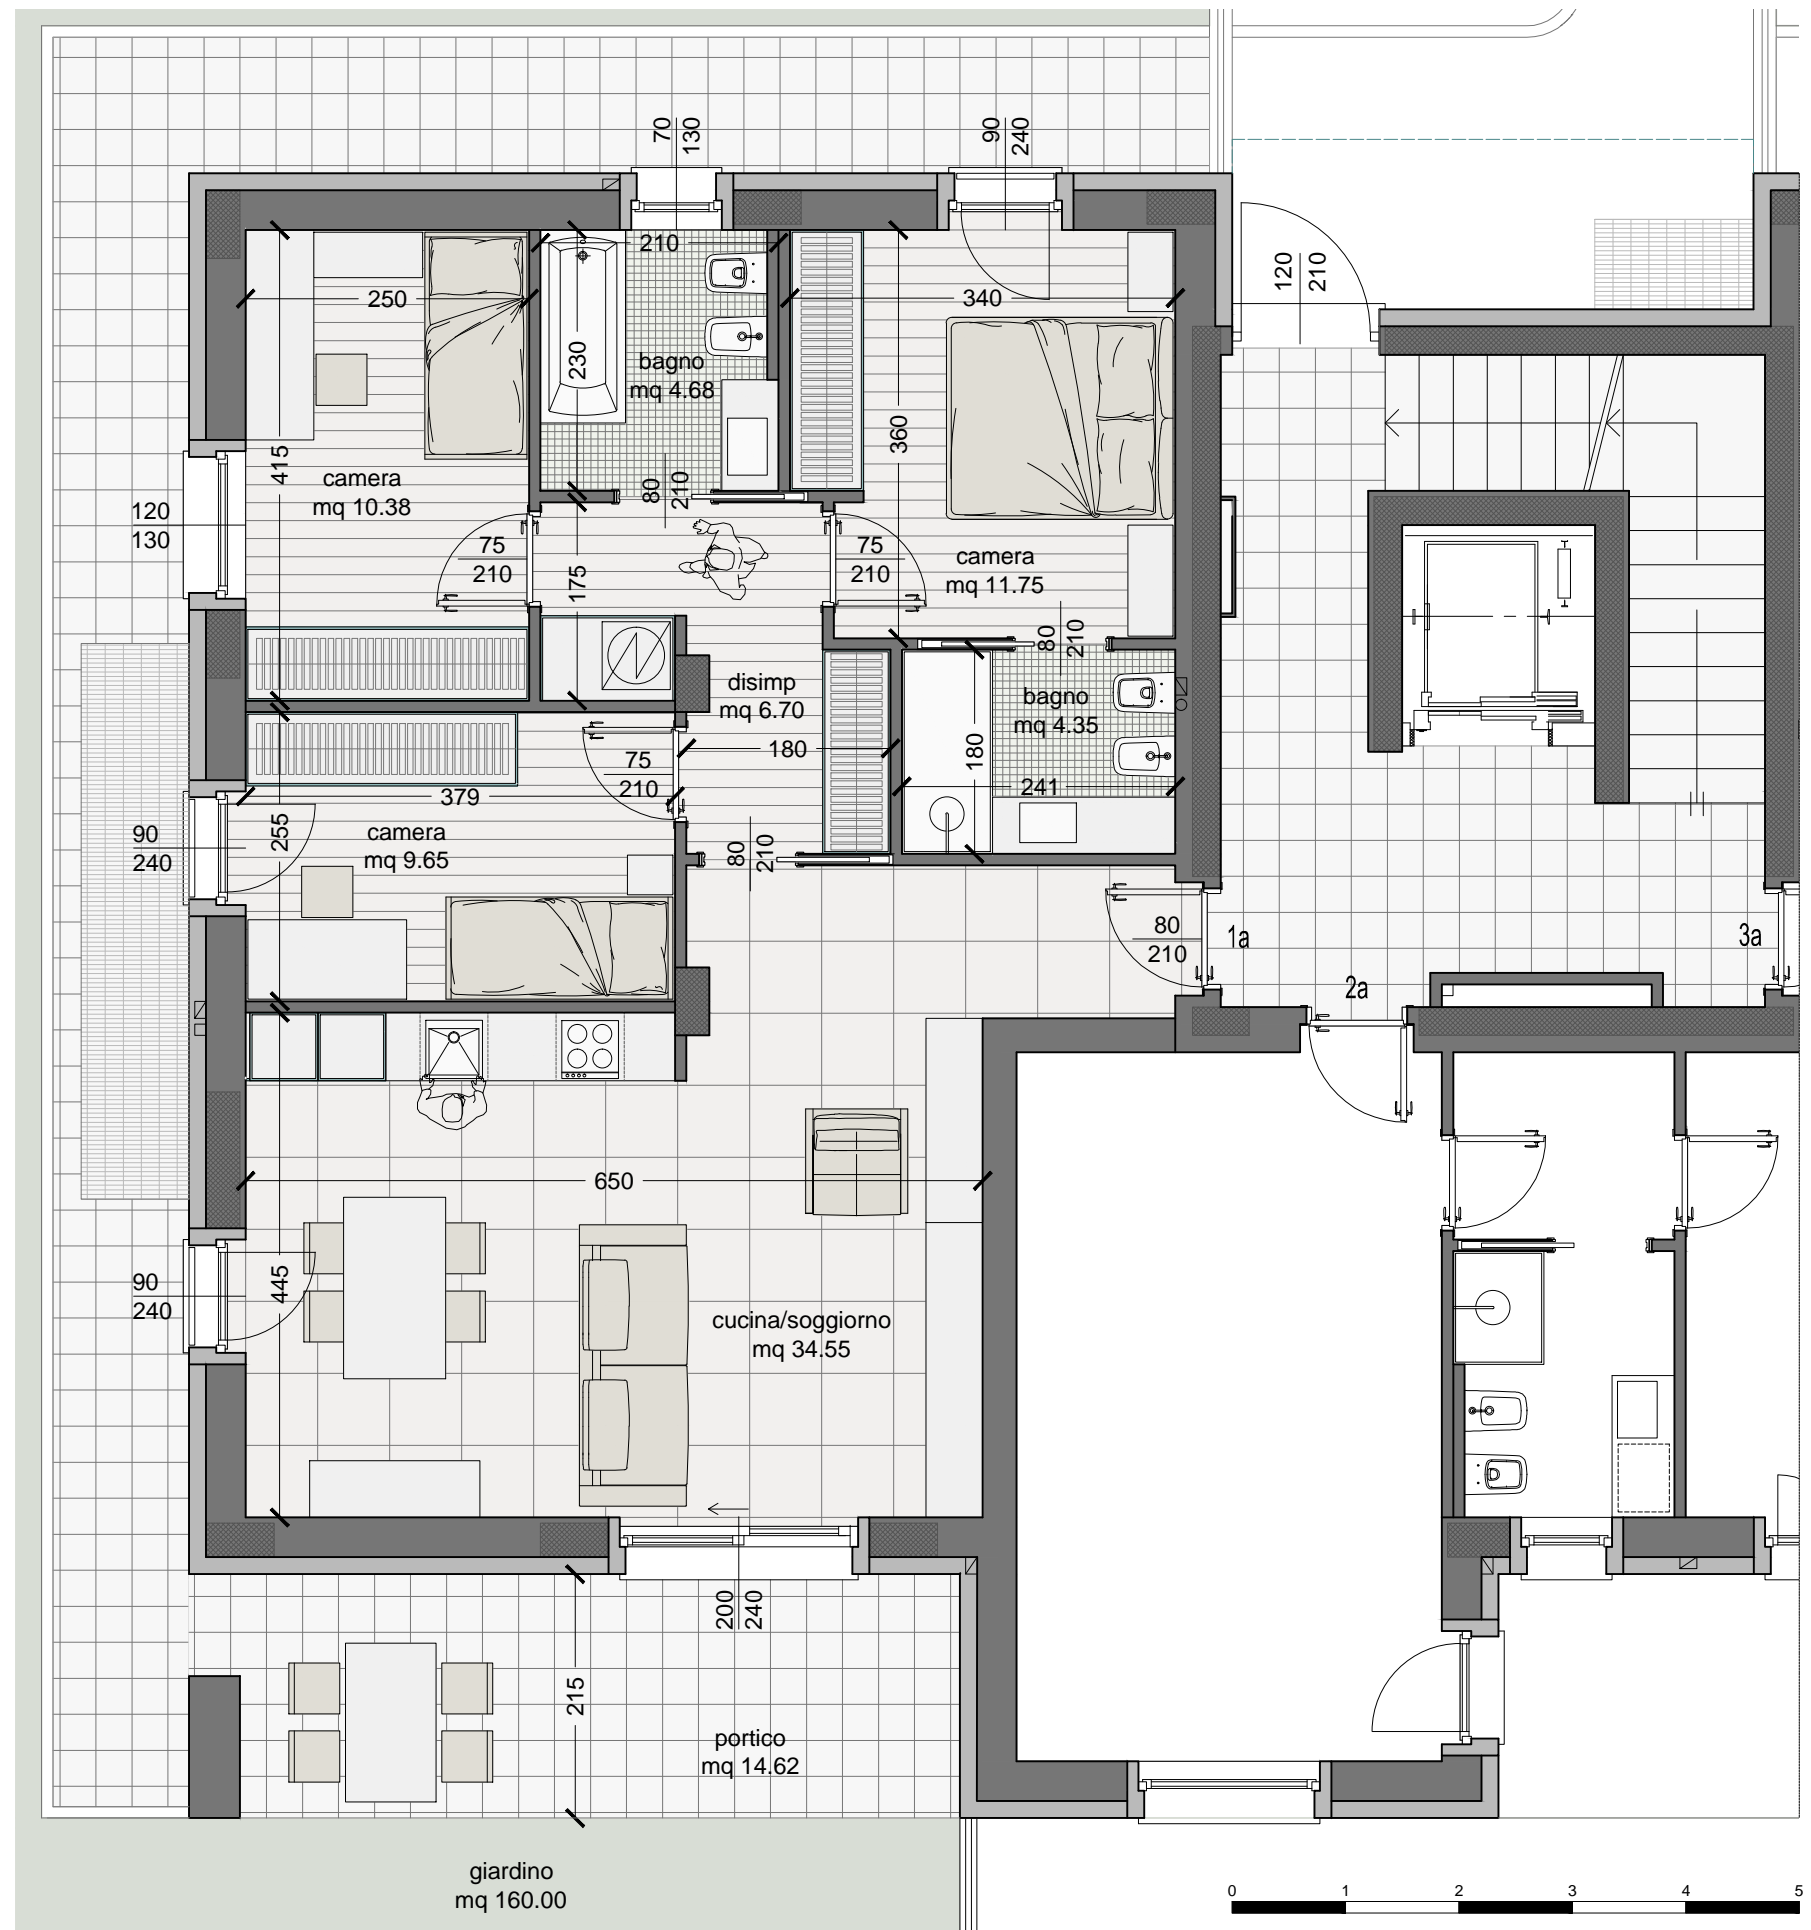 70
130
90
240
210
120
210
250
340
230
bagno
mq 4.68
360
415
camera
mq 10.38
80
210
120
130
75
210
75
210
camera
mq 11.75
175
80
210
disimp
mq 6.70
bagno
mq 4.35
180
180
75
210
241
379
90
240
255
camera
mq 9.65
80
210
80
210
1a
3a
2a
650
90
240
445
cucina/soggiorno
mq 34.55
200
240
215
portico
mq 14.62
giardino
mq 160.00
0 1 2 3 4 5